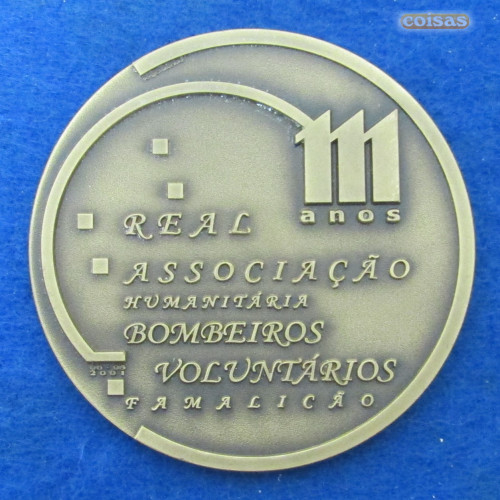 coisas
111
anos
REAL
ASSOCIAÇÃO
HUMANITÁRIA
BOMBEIROS
VOLUNTÁRIOS
2001
FAMALICÃO